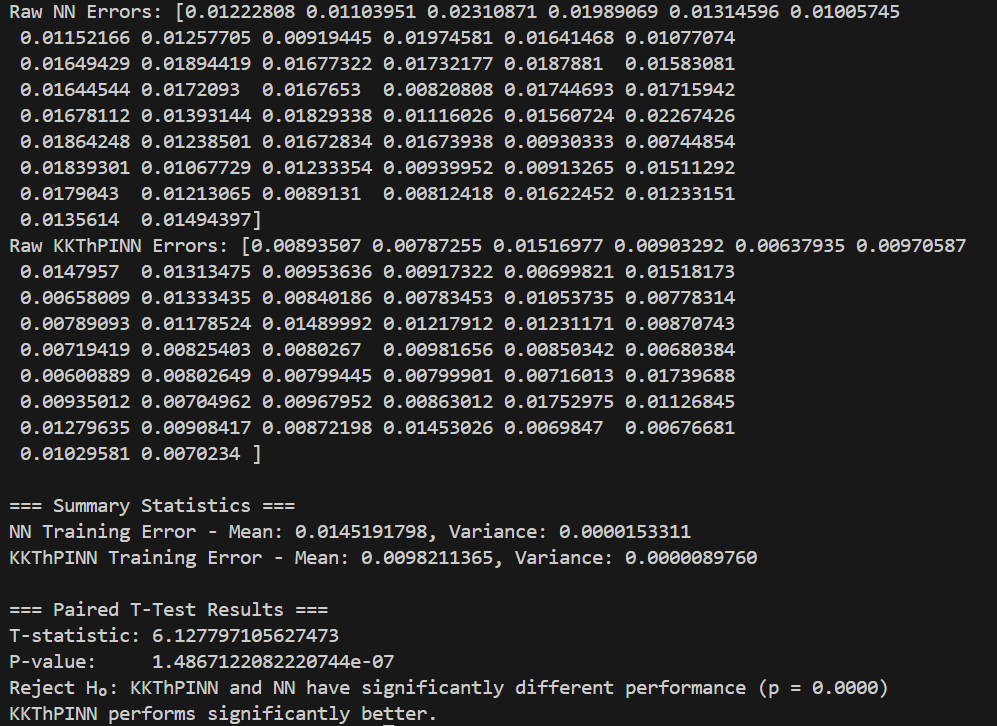 Raw NN Errors: [0.01222808 0.01103951 0.02310871 0.01989069 0.01314596 0.01005745
0.01152166 0.01257705 0.00919445 0.01974581 0.01641468 0.01077074
0.01649429 0.01894419 0.01677322 0.01732177 0.0187881  0.01583081
0.01644544 0.0172093  0.0167653  0.00820808 0.01744693 0.01715942
0.01678112 0.01393144 0.01829338 0.01116026 0.01560724 0.02267426
0.01864248 0.01238501 0.01672834 0.01673938 0.00930333 0.00744854
0.01839301 0.01067729 0.01233354 0.00939952 0.00913265 0.01511292
0.0179043  0.01213065 0.0089131  0.00812418 0.01622452 0.01233151
0.0135614  0.01494397]
Raw KKThPINN Errors: [0.00893507 0.00787255 0.01516977 0.00903292 0.00637935 0.00970587
0.0147957  0.01313475 0.00953636 0.00917322 0.00699821 0.01518173
0.00658009 0.01333435 0.00840186 0.00783453 0.01053735 0.00778314
0.00789093 0.01178524 0.01489992 0.01217912 0.01231171 0.00870743
0.00719419 0.00825403 0.0080267  0.00981656 0.00850342 0.00680384
0.00600889 0.00802649 0.00799445 0.00799901 0.00716013 0.01739688
0.00935012 0.00704962 0.00967952 0.00863012 0.01752975 0.01126845
0.01279635 0.00908417 0.00872198 0.01453026 0.0069847  0.00676681
0.01029581 0.0070234 ]
=== Summary Statistics ===
NN Training Error - Mean: 0.0145191798, Variance: 0.0000153311
KKThPINN Training Error - Mean: 0.0098211365, Variance: 0.0000089760
=== Paired T-Test Results ===
T-statistic: 6.127797105627473
P-value:     1.4867122082220744e-07
Reject H₀: KKThPINN and NN have significantly different performance (p = 0.0000)
KKThPINN performs significantly better.